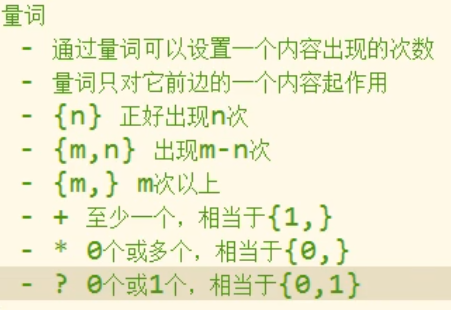 量词
- 通过量词可以设置一个内容出现的次数
- 量词只对它前边的一个内容起作用
- {n} 正好出现n次
- {m,n} 出现m-n次
- {m,} m次以上
- + 至少一个，相当于{1,}
- * 0个或多个，相当于{0,}
- ? 0个或1个，相当于{0,1}